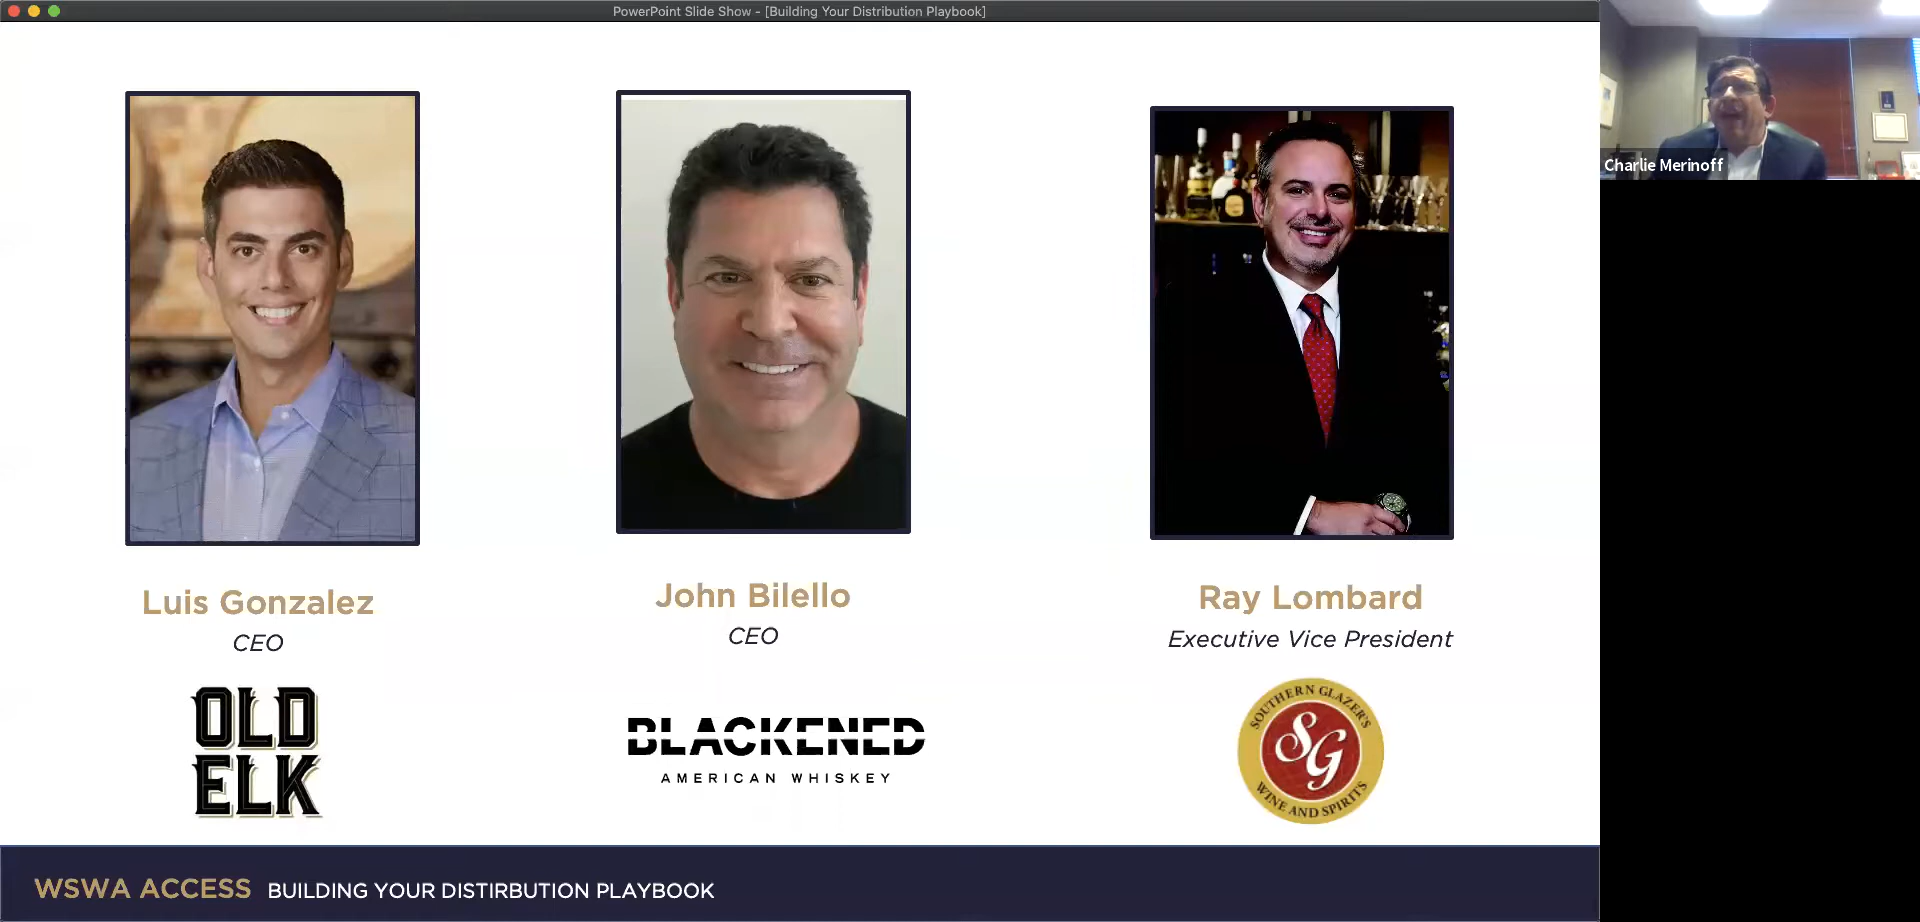 PowerPoint Slide Show - [Building Your Distribution Playbook]
Charlie Merinoff
Luis Gonzalez
CEO
OLD
ELK
John Bilello
CEO
BLACKENED
AMERICAN WHISKEY
Ray Lombard
Executive Vice President
SOUTHERN GLAZER'S
SG
WINE AND SPIRITS
WSWA ACCESS BUILDING YOUR DISTIRBUTION PLAYBOOK